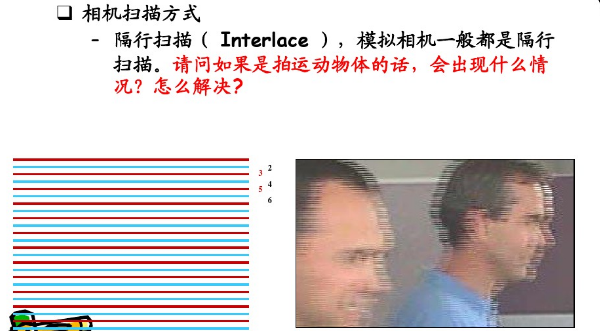 ❑ 相机扫描方式
- 隔行扫描（ Interlace ），模拟相机一般都是隔行
扫描。请问如果是拍运动物体的话，会出现什么情
况？怎么解决?
2
3
4
5
6